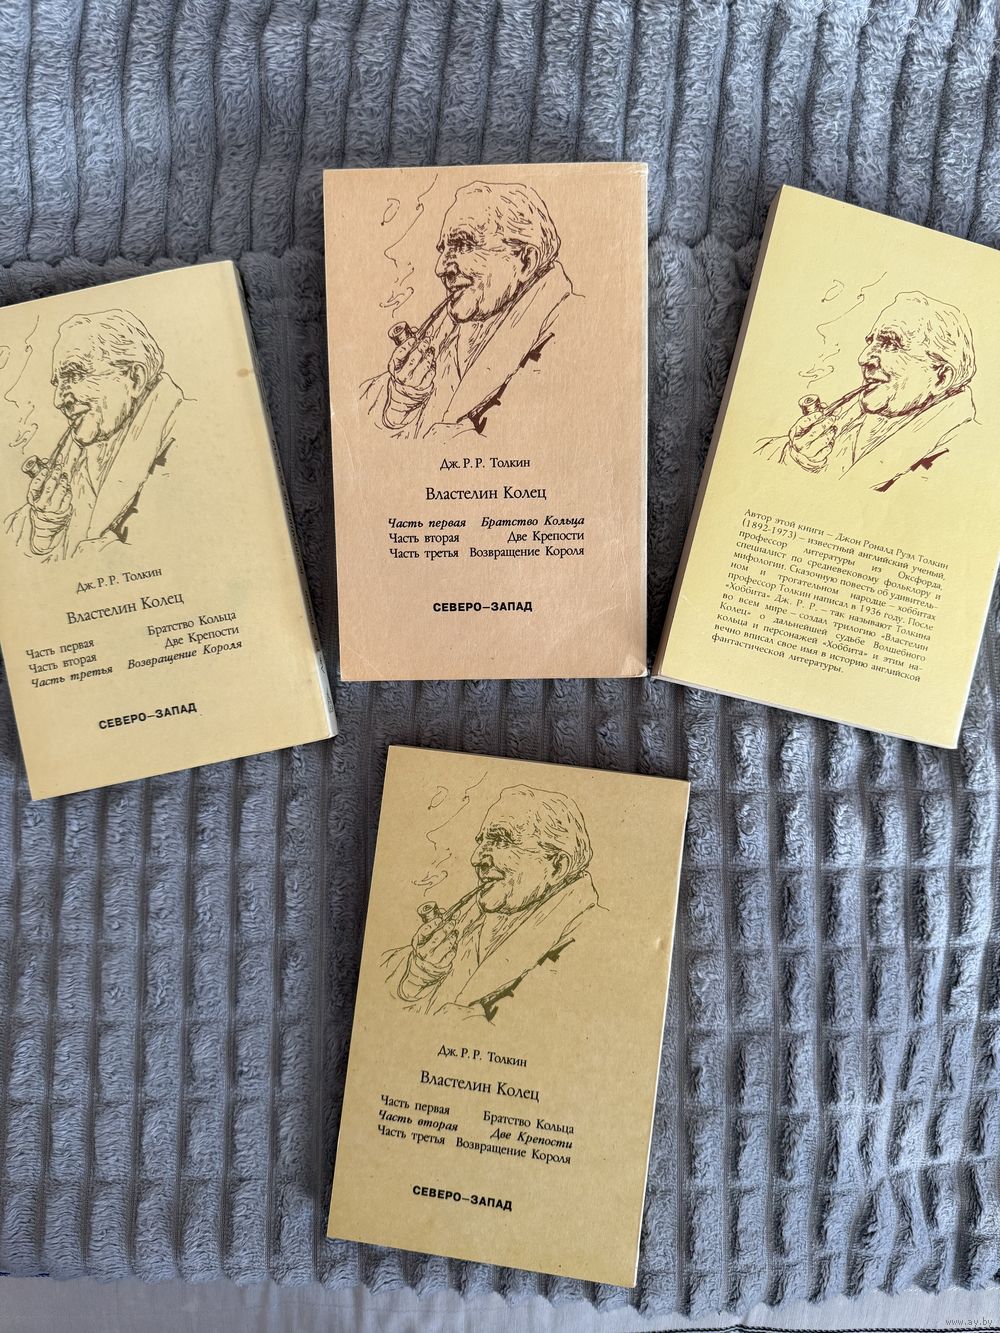 Дж. Р. Р. Толкин
Властелин Колец
Часть первая Братство Кольца
Часть вторая Две Крепости
Часть третья Возвращение Короля
СЕВЕРО–ЗАПАД
Дж. Р. Р. Толкин
Властелин Колец
Часть первая Братство Кольца
Часть вторая Две Крепости
Часть третья Возвращение Короля
СЕВЕРО–ЗАПАД
Автор этой книги – Джон Роналд Руэл Толкин
(1892-1973) – известный английский ученый,
профессор литературы из Оксфорда,
специалист по средневековому фольклору и
мифологии. Сказочную повесть об удивитель-
ном и трогательном народце – хоббитах
профессор Толкин написал в 1936 году. После
«Хоббита» Дж. Р. Р. – так называют Толкина
во всем мире – создал трилогию «Властелин
Колец» о дальнейшей судьбе Волшебного
кольца и персонажей «Хоббита» и этим на-
вечно вписал свое имя в историю английской
фантастической литературы.
Дж. Р. Р. Толкин
Властелин Колец
Часть первая Братство Кольца
Часть вторая Две Крепости
Часть третья Возвращение Короля
СЕВЕРО–ЗАПАД
www.ay.by